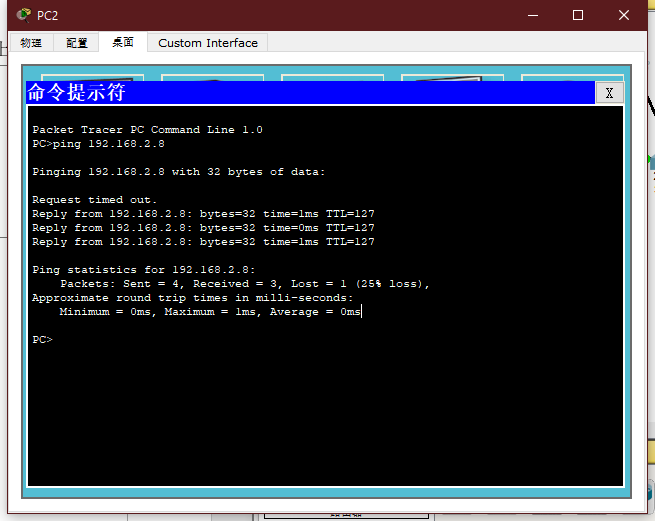 PC2
物理 配置 桌面 Custom Interface
命令提示符 X
Packet Tracer PC Command Line 1.0
PC>ping 192.168.2.8
Pinging 192.168.2.8 with 32 bytes of data:
Request timed out.
Reply from 192.168.2.8: bytes=32 time=1ms TTL=127
Reply from 192.168.2.8: bytes=32 time=0ms TTL=127
Reply from 192.168.2.8: bytes=32 time=1ms TTL=127
Ping statistics for 192.168.2.8:
Packets: Sent = 4, Received = 3, Lost = 1 (25% loss),
Approximate round trip times in milli-seconds:
Minimum = 0ms, Maximum = 1ms, Average = 0ms
PC>